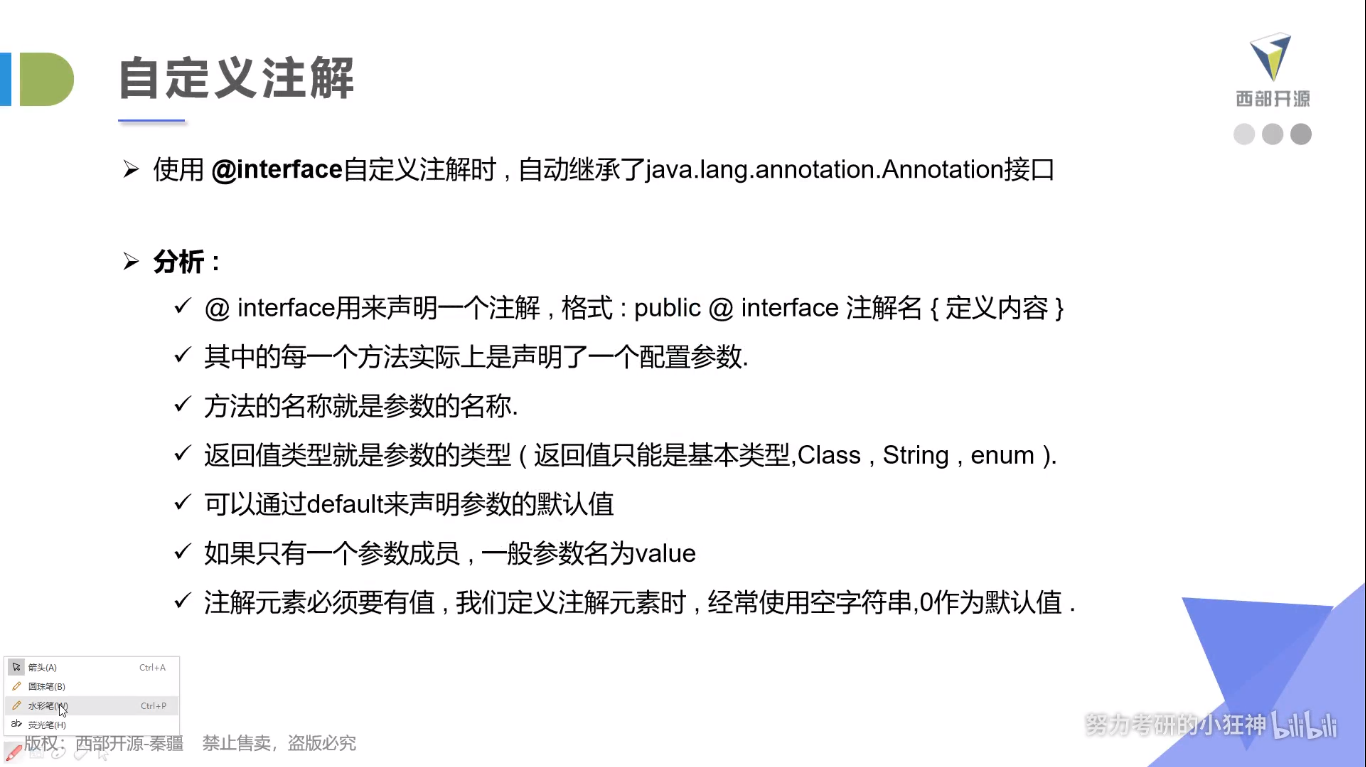 自定义注解
西部开源
使用 @interface自定义注解时 , 自动继承了java.lang.annotation.Annotation接口
分析 :
@ interface用来声明一个注解 , 格式 : public @ interface 注解名 { 定义内容 }
其中的每一个方法实际上是声明了一个配置参数.
方法的名称就是参数的名称.
返回值类型就是参数的类型 ( 返回值只能是基本类型,Class , String , enum ).
可以通过default来声明参数的默认值
如果只有一个参数成员 , 一般参数名为value
注解元素必须要有值 , 我们定义注解元素时 , 经常使用空字符串,0作为默认值 .
箭头(A) Ctrl+A
圆珠笔(B)
水彩笔(W) Ctrl+P
荧光笔(H)
版权：西部开源-秦疆 禁止售卖，盗版必究
努力考研的小狂神 bilibili